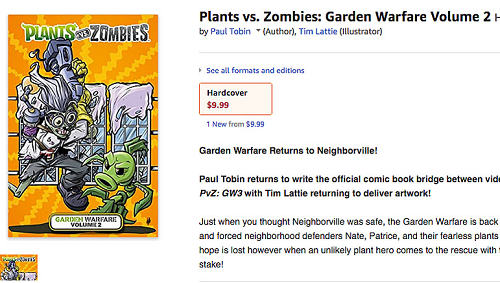 Plants vs. Zombies: Garden Warfare Volume 2 H
by Paul Tobin (Author), Tim Lattie (Illustrator)
PLANTS VS. ZOMBIES
GARDEN WARFARE
VOLUME 2
See all formats and editions
Hardcover
$9.99
1 New from $9.99
Garden Warfare Returns to Neighborville!
Paul Tobin returns to write the official comic book bridge between vide
PvZ: GW3 with Tim Lattie returning to deliver artwork!
Just when you thought Neighborville was safe, the Garden Warfare is back
and forced neighborhood defenders Nate, Patrice, and their fearless plants
hope is lost however when an unlikely plant hero comes to the rescue with t
stake!